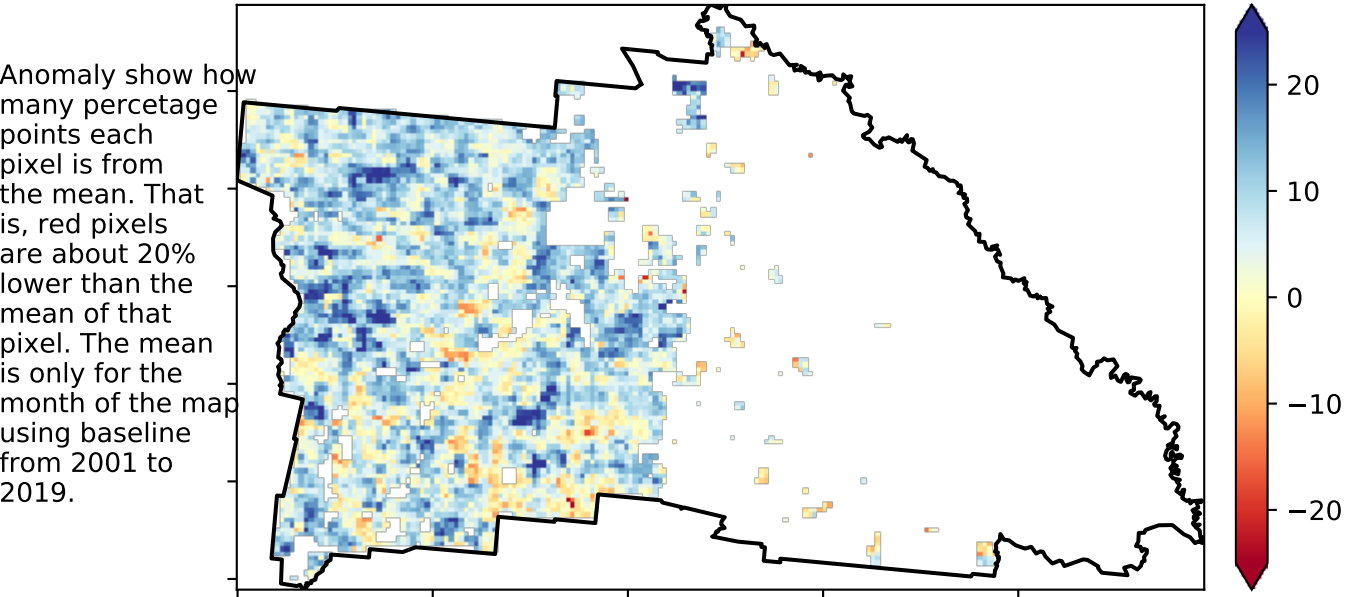 Anomaly show how
many percetage
points each
pixel is from
the mean. That
is, red pixels
are about 20%
lower than the
mean of that
pixel. The mean
is only for the
month of the map
using baseline
from 2001 to
2019.
20
10
0
−10
−20